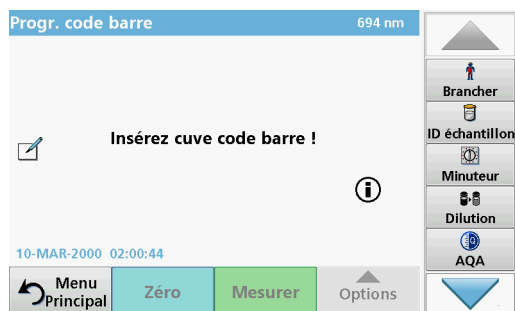 Progr. code barre 694 nm
Insérez cuve code barre !
10-MAR-2000 02:00:44
Menu
Principal
Zéro
Mesurer
Options
Brancher
ID échantillon
Minuteur
Dilution
AQA